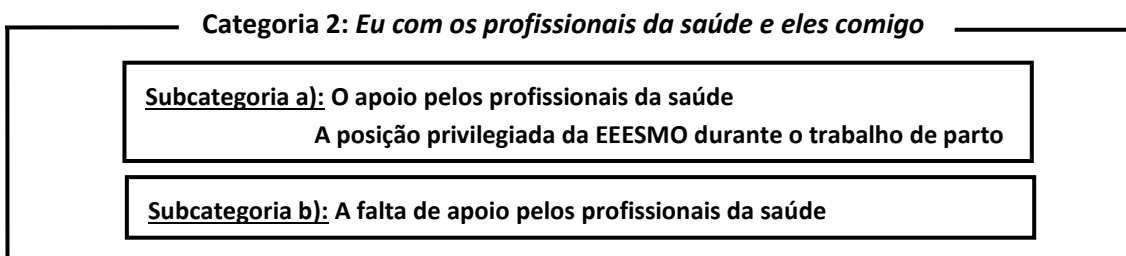 Categoria 2: Eu com os profissionais da saúde e eles comigo
Subcategoria a): O apoio pelos profissionais da saúde
A posição privilegiada da EEESMO durante o trabalho de parto
Subcategoria b): A falta de apoio pelos profissionais da saúde